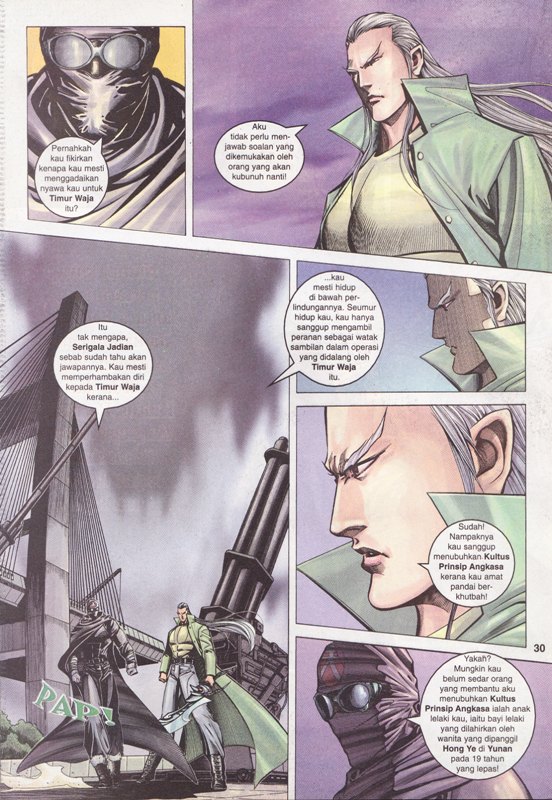 Pernahkah
kau fikirkan
kenapa kau mesti
menggadaikan
nyawa kau untuk
Timur Waja
itu?
Aku
tidak perlu men-
jawab soalan yang
dikemukakan oleh
orang yang akan
kubunuh nanti!
Itu
tak mengapa,
Serigala Jadian
sebab sudah tahu akan
jawapannya. Kau mesti
memperhambakan diri
kepada Timur Waja
kerana...
...kau
mesti hidup
di bawah per-
lindungannya. Seumur
hidup kau, kau hanya
sanggup mengambil
peranan sebagai watak
sambilan dalam operasi
yang didalang oleh
Timur Waja
itu.
PAP!
Sudah!
Nampaknya
kau sanggup
menubuhkan Kultus
Prinsip Angkasa
kerana kau amat
pandai ber-
khutbah!
30
Yakah?
Mungkin kau
belum sedar orang
yang membantu aku
menubuhkan Kultus
Prinsip Angkasa ialah anak
lelaki kau, iaitu bayi lelaki
yang dilahirkan oleh
wanita yang dipanggil
Hong Ye di Yunan
pada 19 tahun
yang lepas!